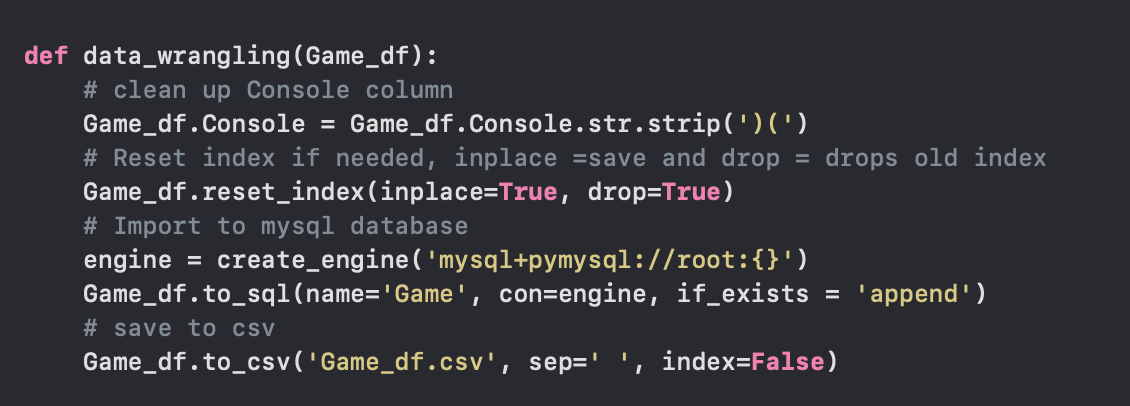 def data_wrangling(Game_df):
    # clean up Console column
    Game_df.Console = Game_df.Console.str.strip(')(')
    # Reset index if needed, inplace =save and drop = drops old index
    Game_df.reset_index(inplace=True, drop=True)
    # Import to mysql database
    engine = create_engine('mysql+pymysql://root:{}')
    Game_df.to_sql(name='Game', con=engine, if_exists = 'append')
    # save to csv
    Game_df.to_csv('Game_df.csv', sep=' ', index=False)